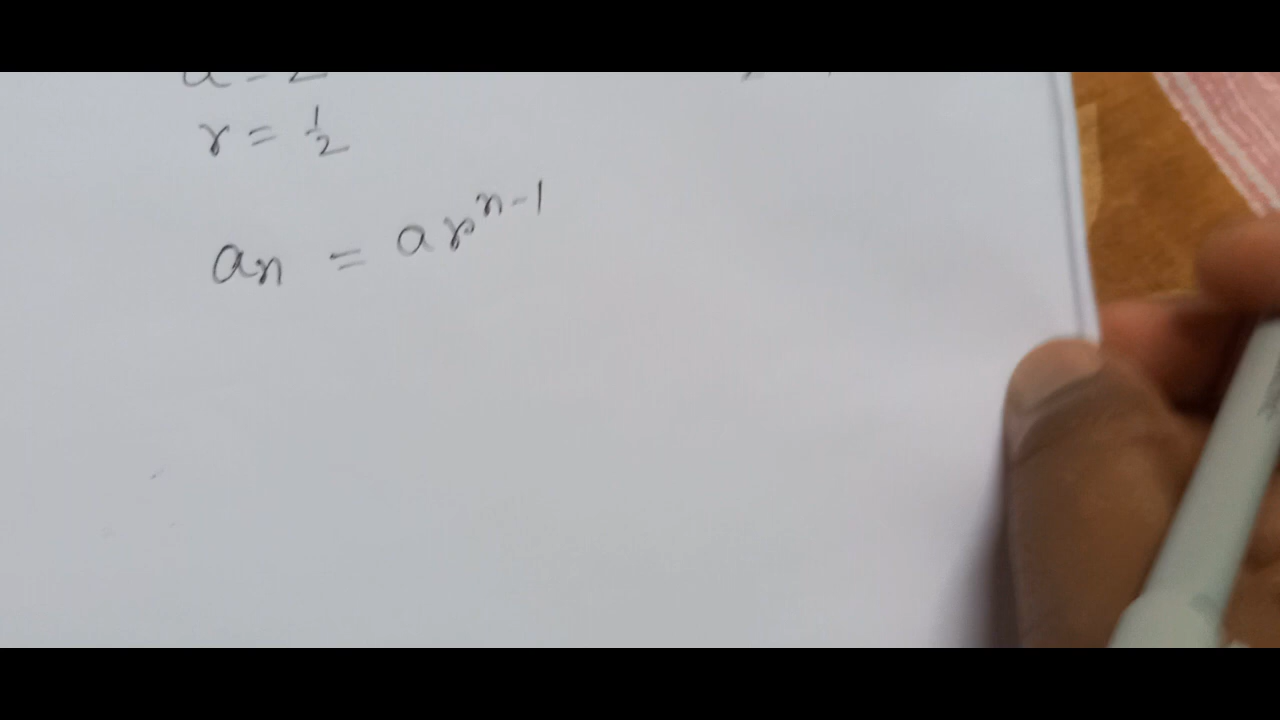 r = 1/2
an = ar^n-1